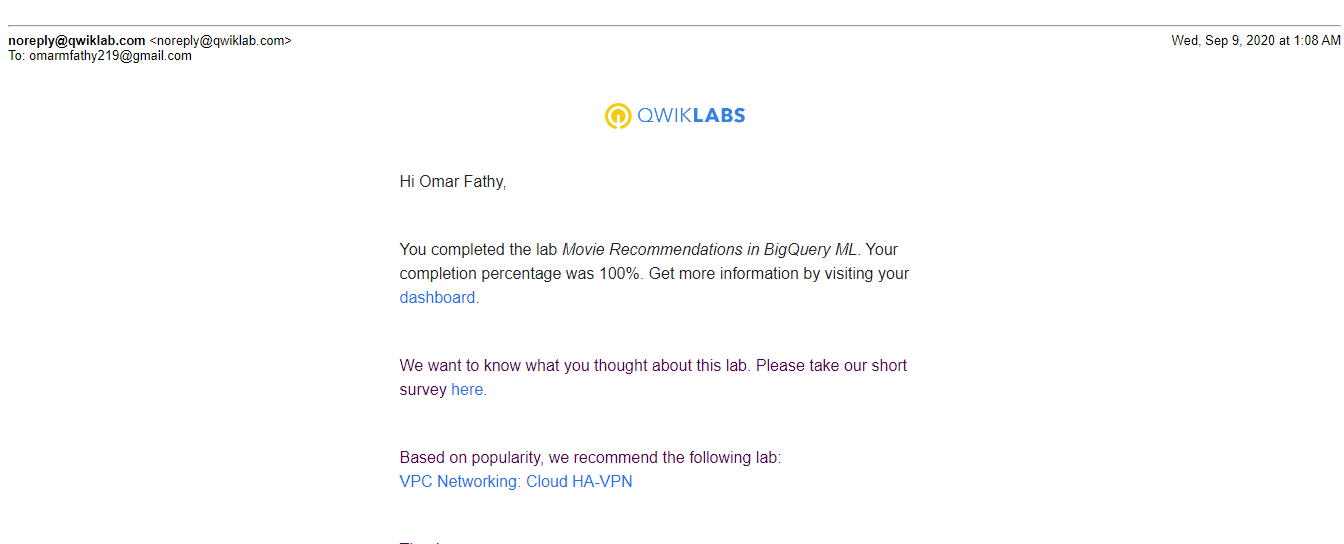 noreply@qwiklab.com <noreply@qwiklab.com>
Wed, Sep 9, 2020 at 1:08 AM
To: omarmfathy219@gmail.com
QWIKLABS
Hi Omar Fathy,
You completed the lab Movie Recommendations in BigQuery ML. Your
completion percentage was 100%. Get more information by visiting your
dashboard.
We want to know what you thought about this lab. Please take our short
survey here.
Based on popularity, we recommend the following lab:
VPC Networking: Cloud HA-VPN